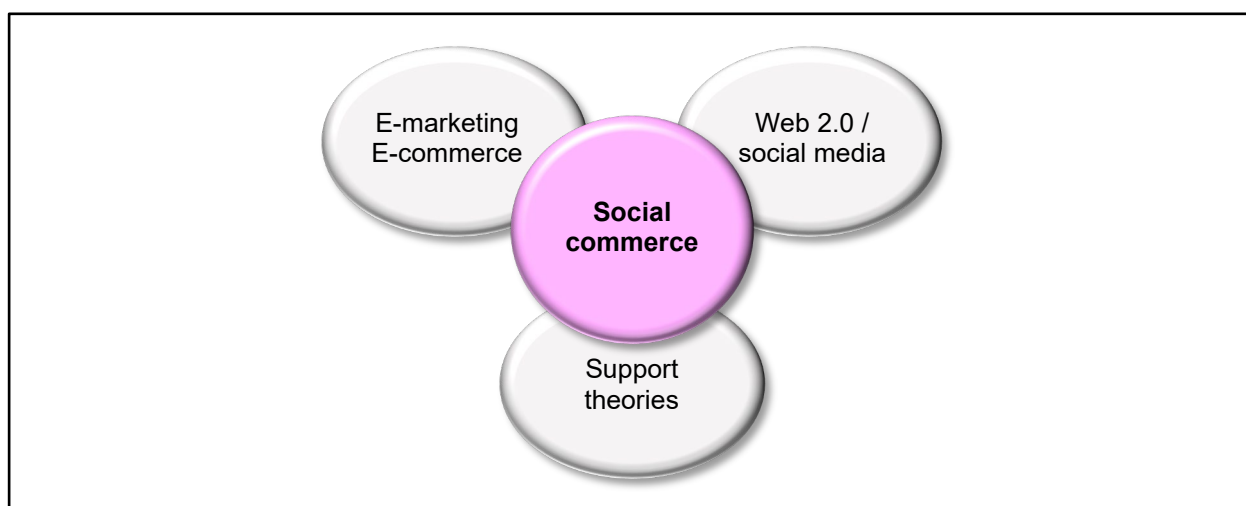 E-marketing
E-commerce
Web 2.0 /
social media
Social
commerce
Support
theories